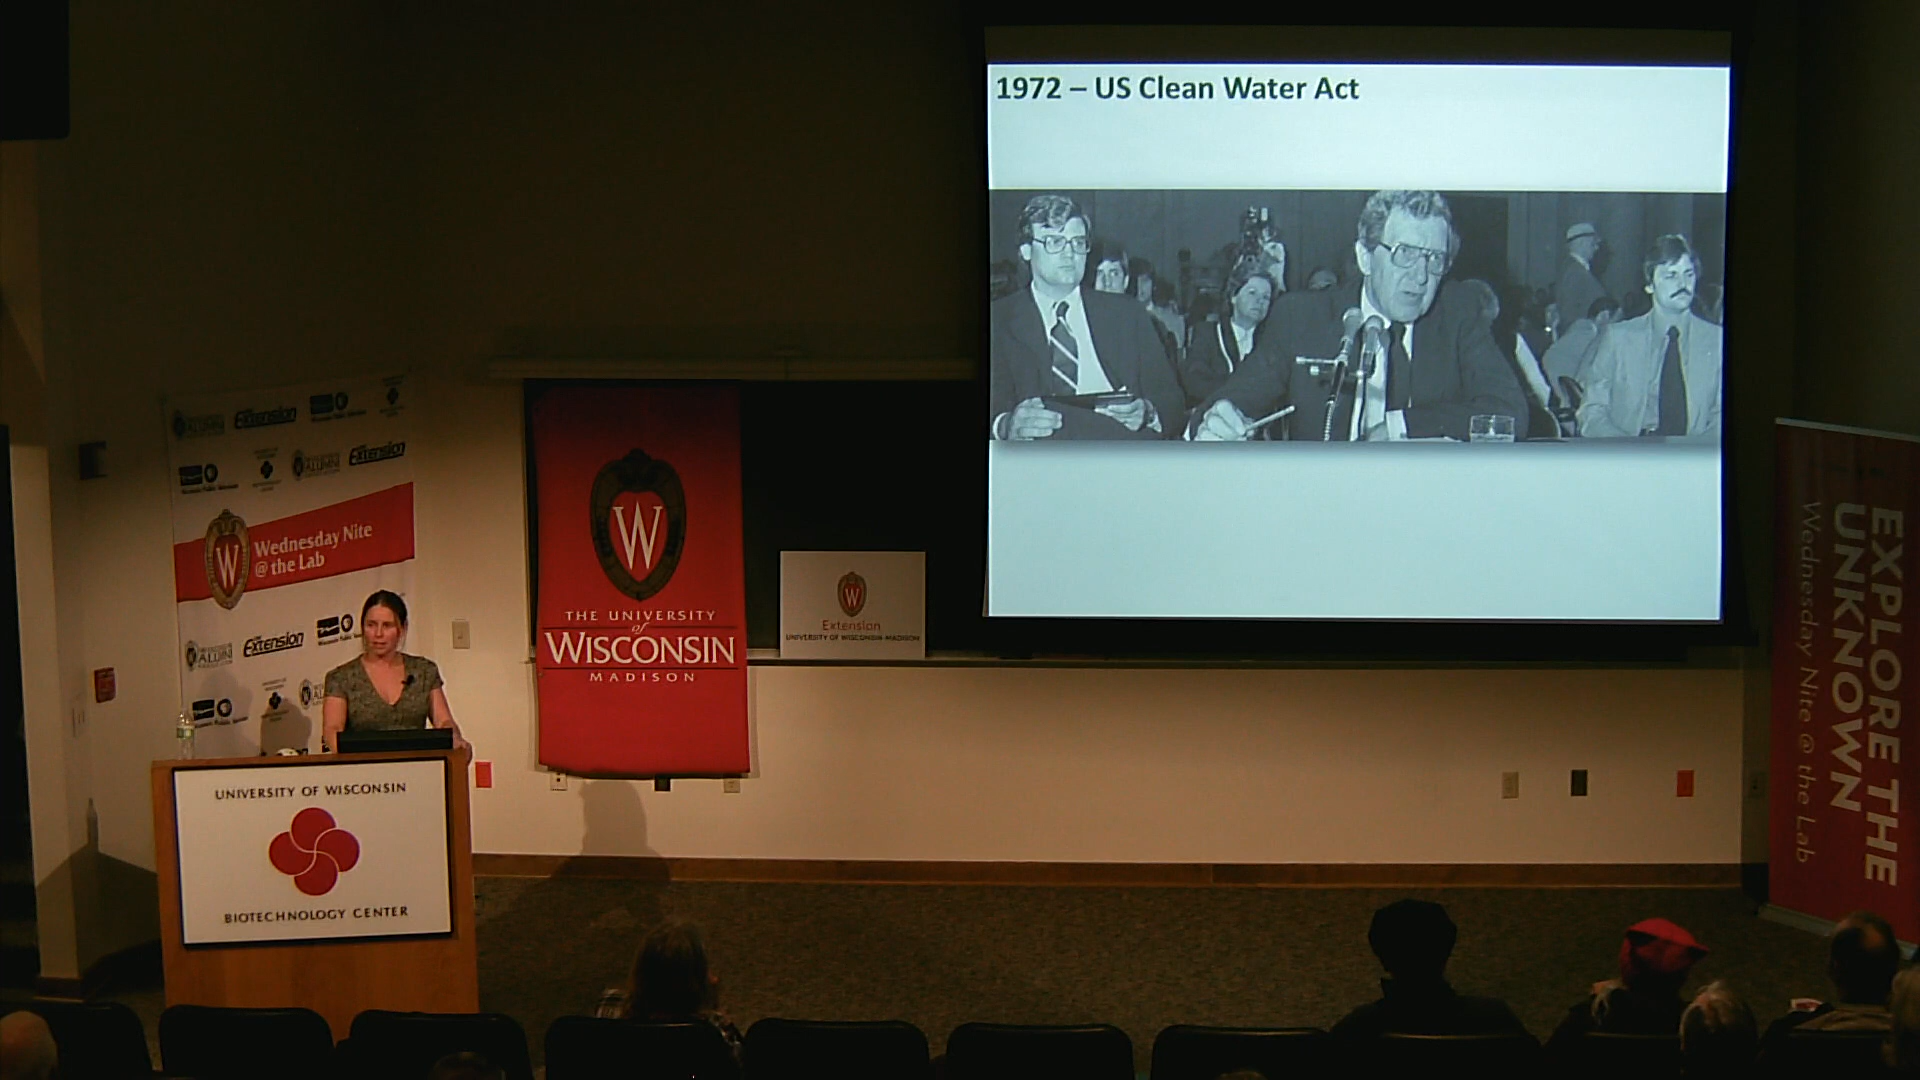 1972 – US Clean Water Act
Extension
Extension
Wednesday Nite
@ the Lab
Extension
W
W
THE UNIVERSITY
of
WISCONSIN
MADISON
W
Extension
UNIVERSITY OF WISCONSIN-MADISON
UNIVERSITY OF WISCONSIN
BIOTECHNOLOGY CENTER
EXPLORE THE
UNKNOWN
Wednesday Nite @ the Lab